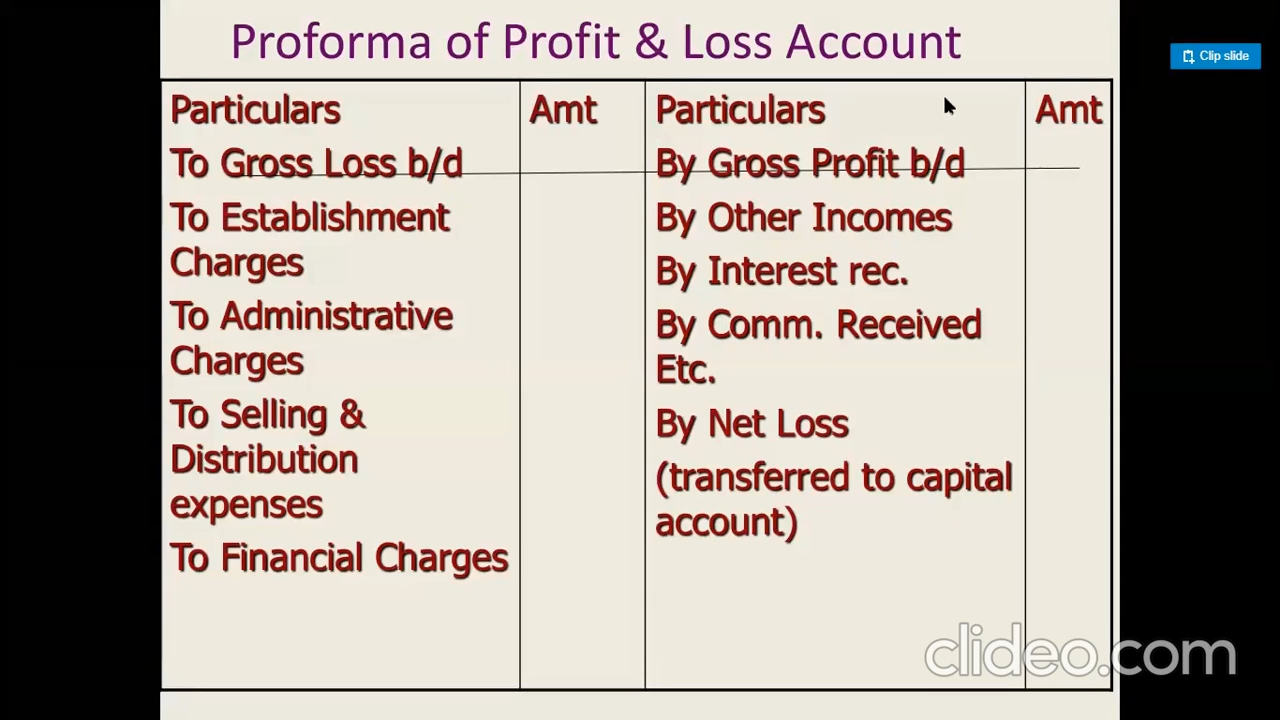 Proforma of Profit & Loss Account
Clip slide
Particulars
To Gross Loss b/d
To Establishment
Charges
To Administrative
Charges
To Selling &
Distribution
expenses
To Financial Charges
Amt
Particulars
By Gross Profit b/d
By Other Incomes
By Interest rec.
By Comm. Received
Etc.
By Net Loss
(transferred to capital
account)
Amt
clideo.com